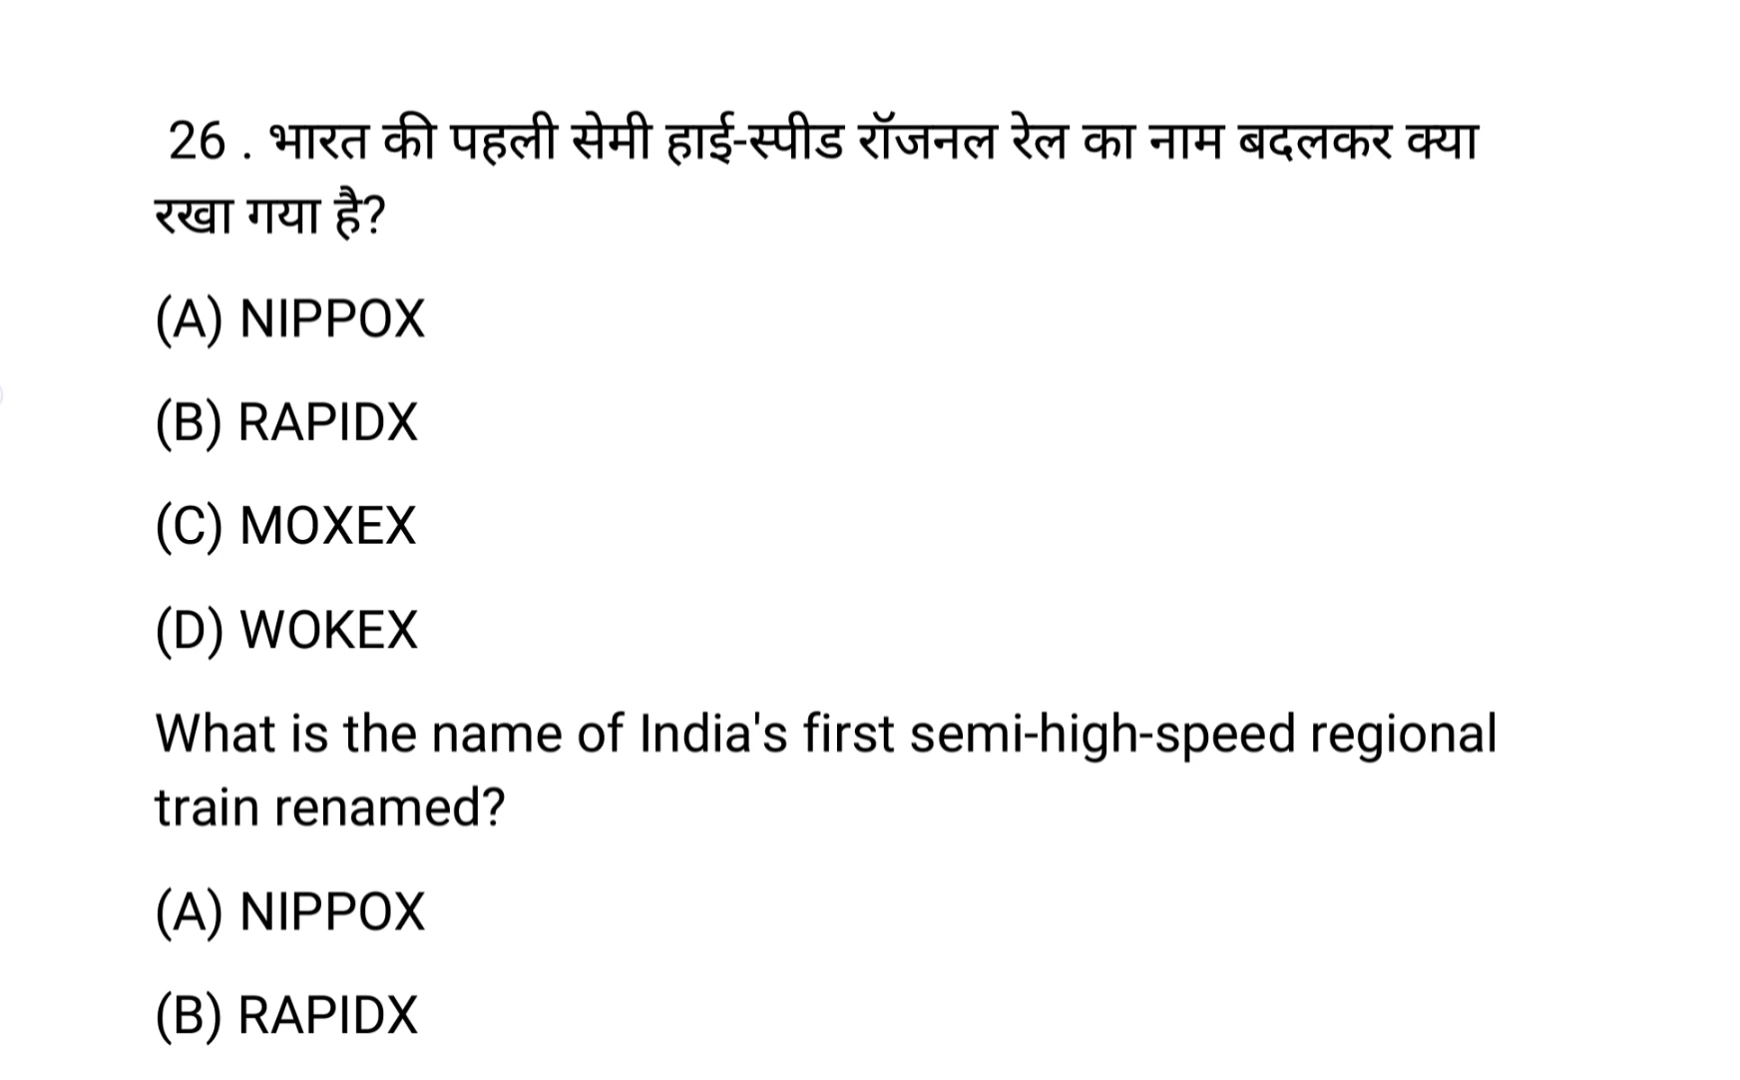 26 . भारत की पहली सेमी हाई-स्पीड रॉजनल रेल का नाम बदलकर क्या
रखा गया है?
(A) NIPPOX
(B) RAPIDX
(C) MOXEX
(D) WOKEX
What is the name of India's first semi-high-speed regional
train renamed?
(A) NIPPOX
(B) RAPIDX